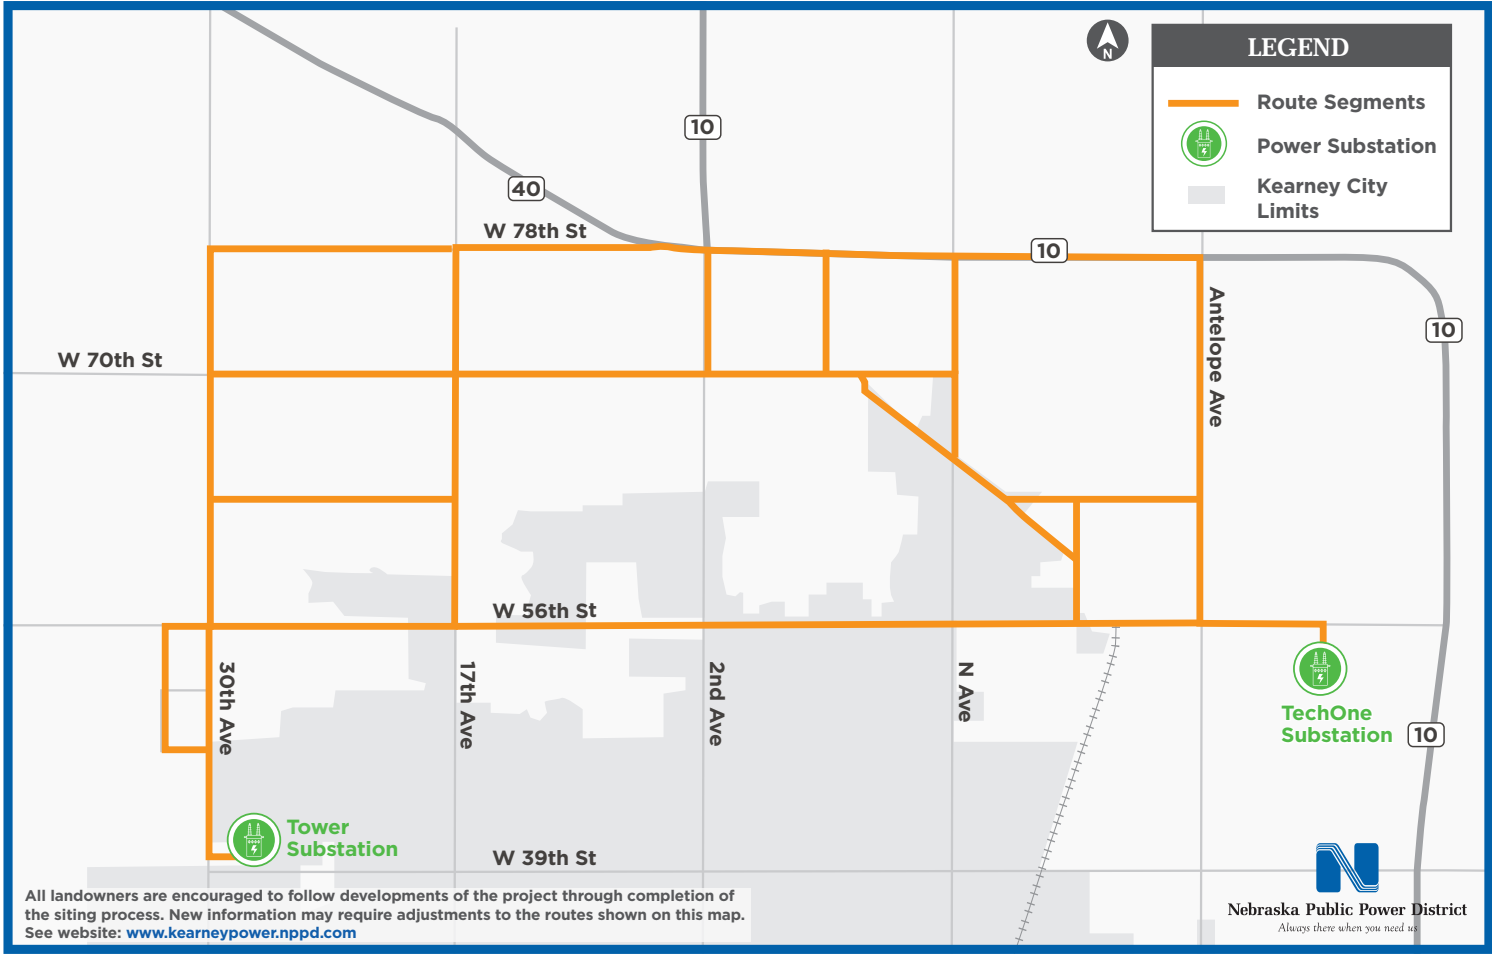 N
LEGEND
Route Segments
Power Substation
Kearney City
Limits
10
40
W 78th St
10
10
Antelope Ave
W 70th St
W 56th St
30th Ave
17th Ave
2nd Ave
N Ave
TechOne
Substation
10
Tower
Substation
W 39th St
All landowners are encouraged to follow developments of the project through completion of
the siting process. New information may require adjustments to the routes shown on this map.
See website: www.kearneypower.nppd.com
Nebraska Public Power District
Always there when you need us